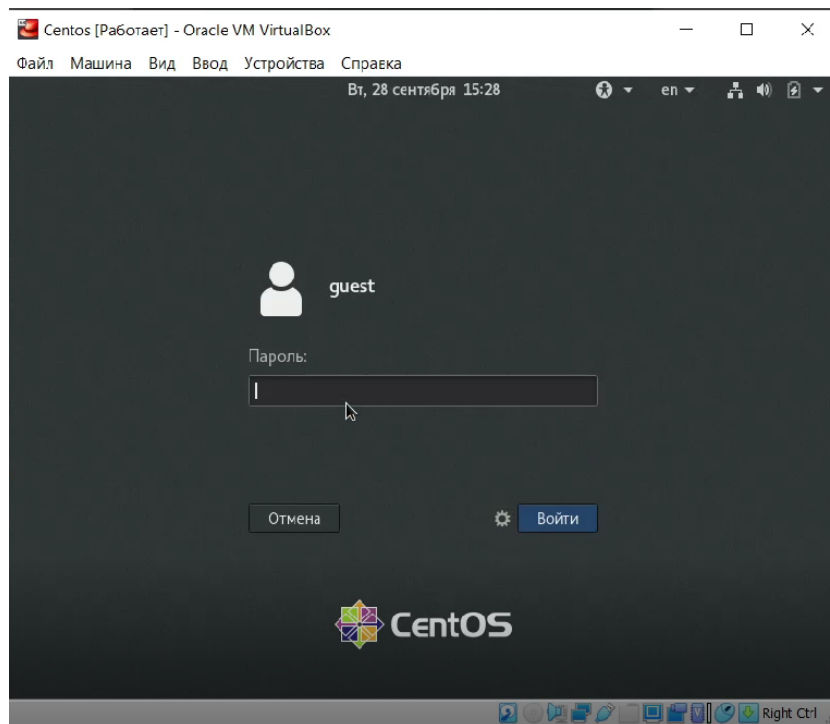 Centos [Работает] - Oracle VM VirtualBox
Файл Машина Вид Ввод Устройства Справка
Вт, 28 сентября 15:28 en
guest
Пароль:
Отмена Войти
CentOS
Right Ctrl